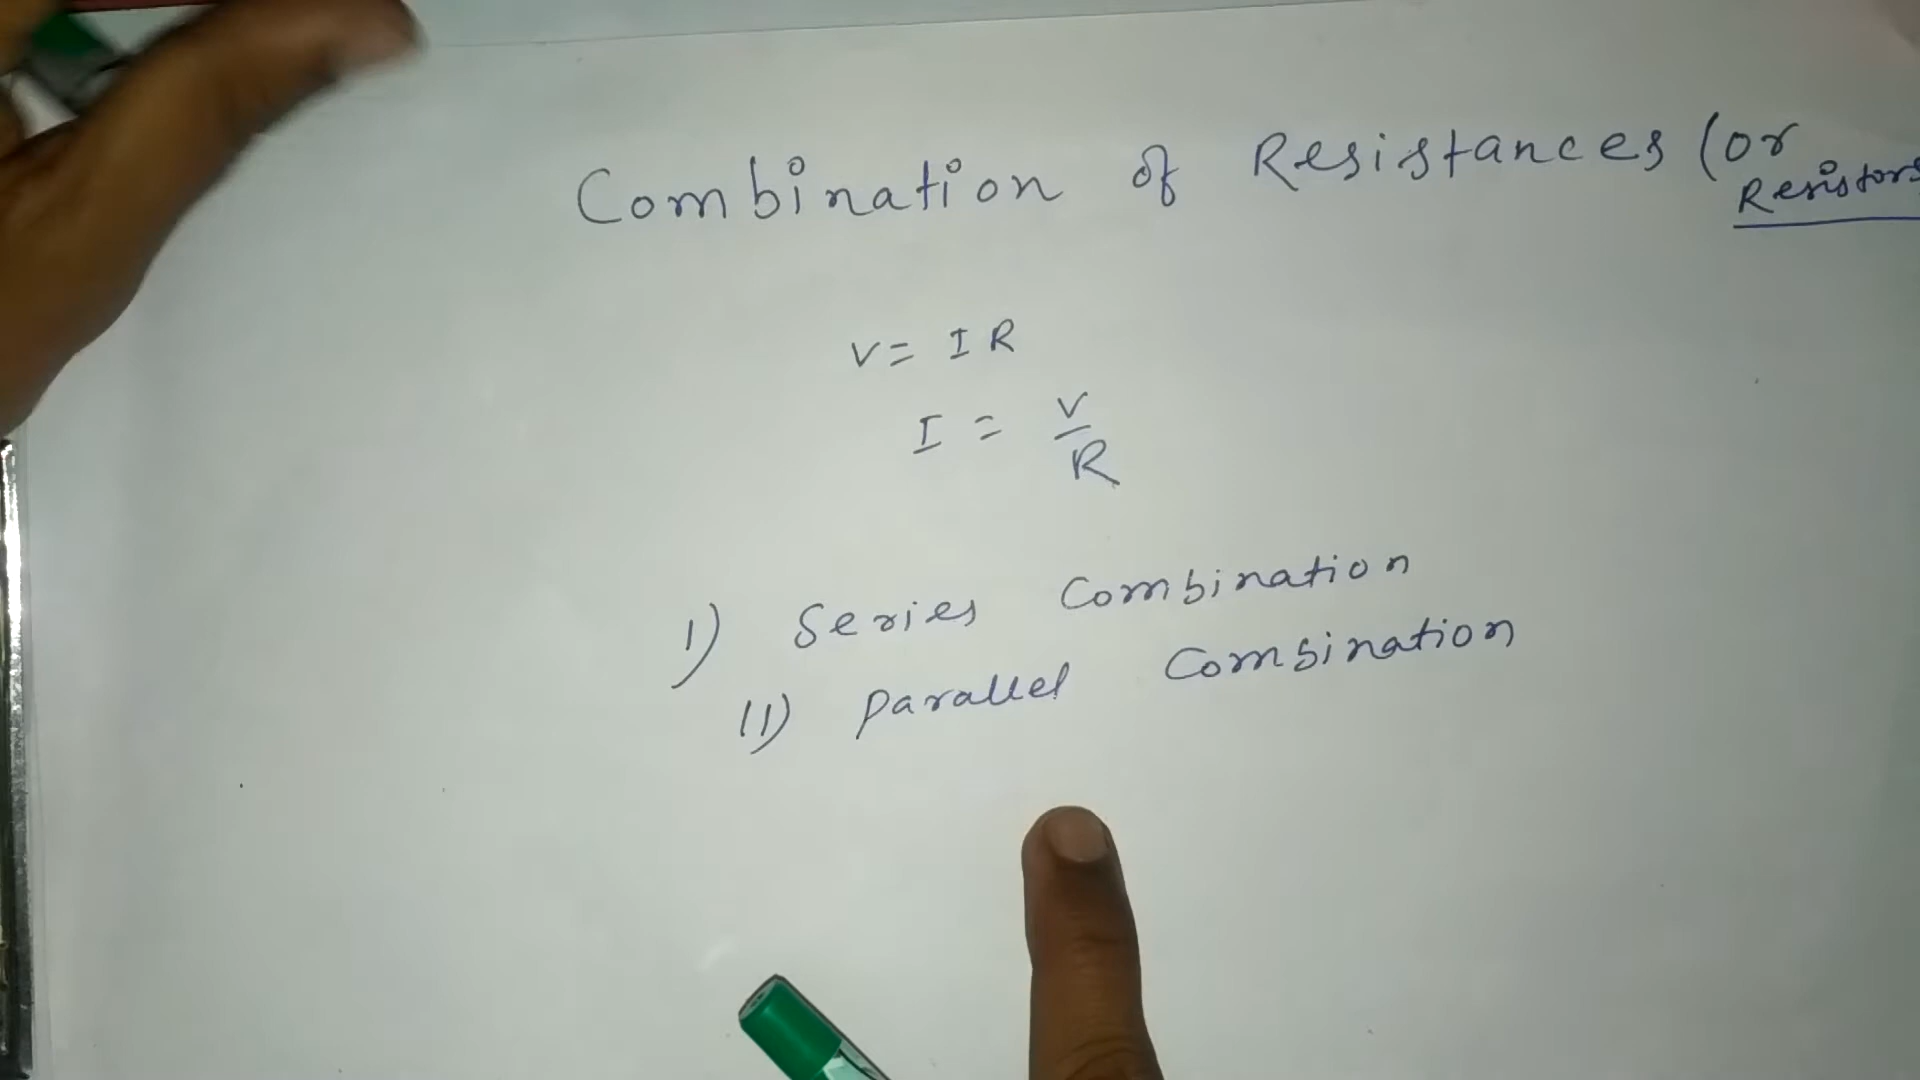 Combination of Resistances (or
Resistors
V = IR
I = V/R
I) Series Combination
II) Parallel Combination